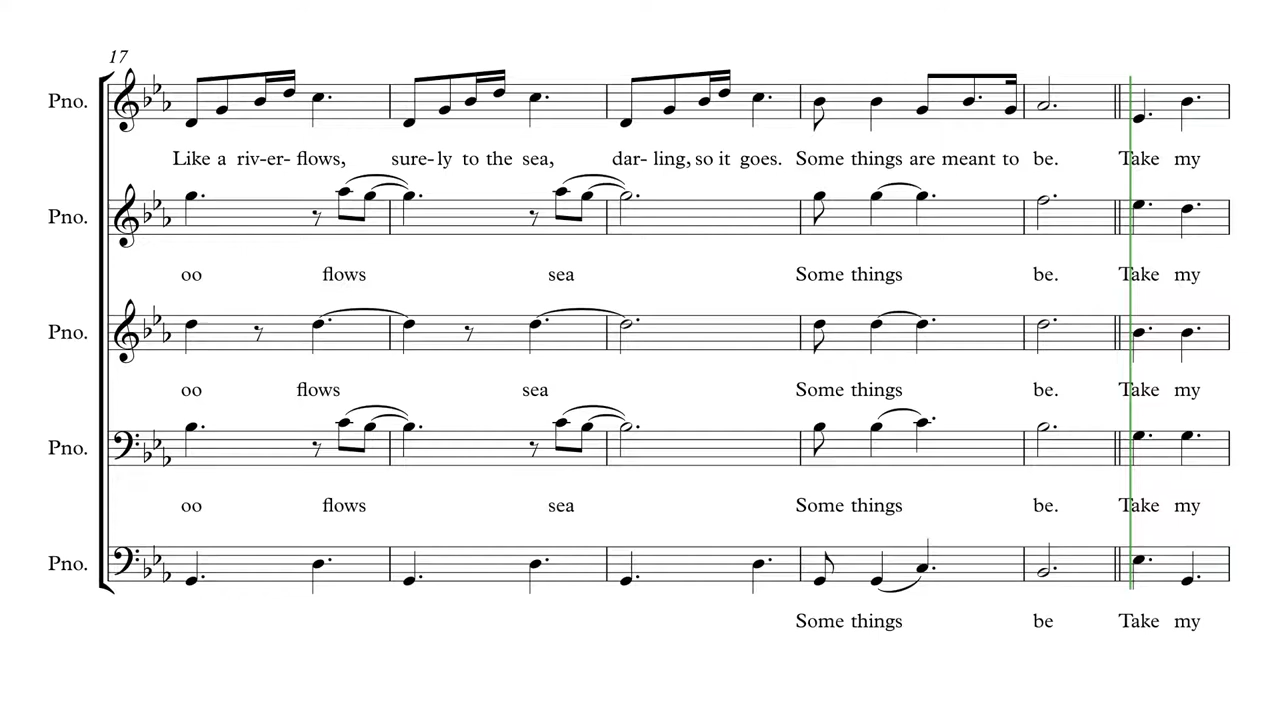 17
Pno.
Like a riv-er- flows, sure-ly to the sea, dar- ling, so it goes. Some things are meant to be. Take my
Pno.
oo flows sea Some things be. Take my
Pno.
oo flows sea Some things be. Take my
Pno.
oo flows sea Some things be. Take my
Pno.
Some things be Take my